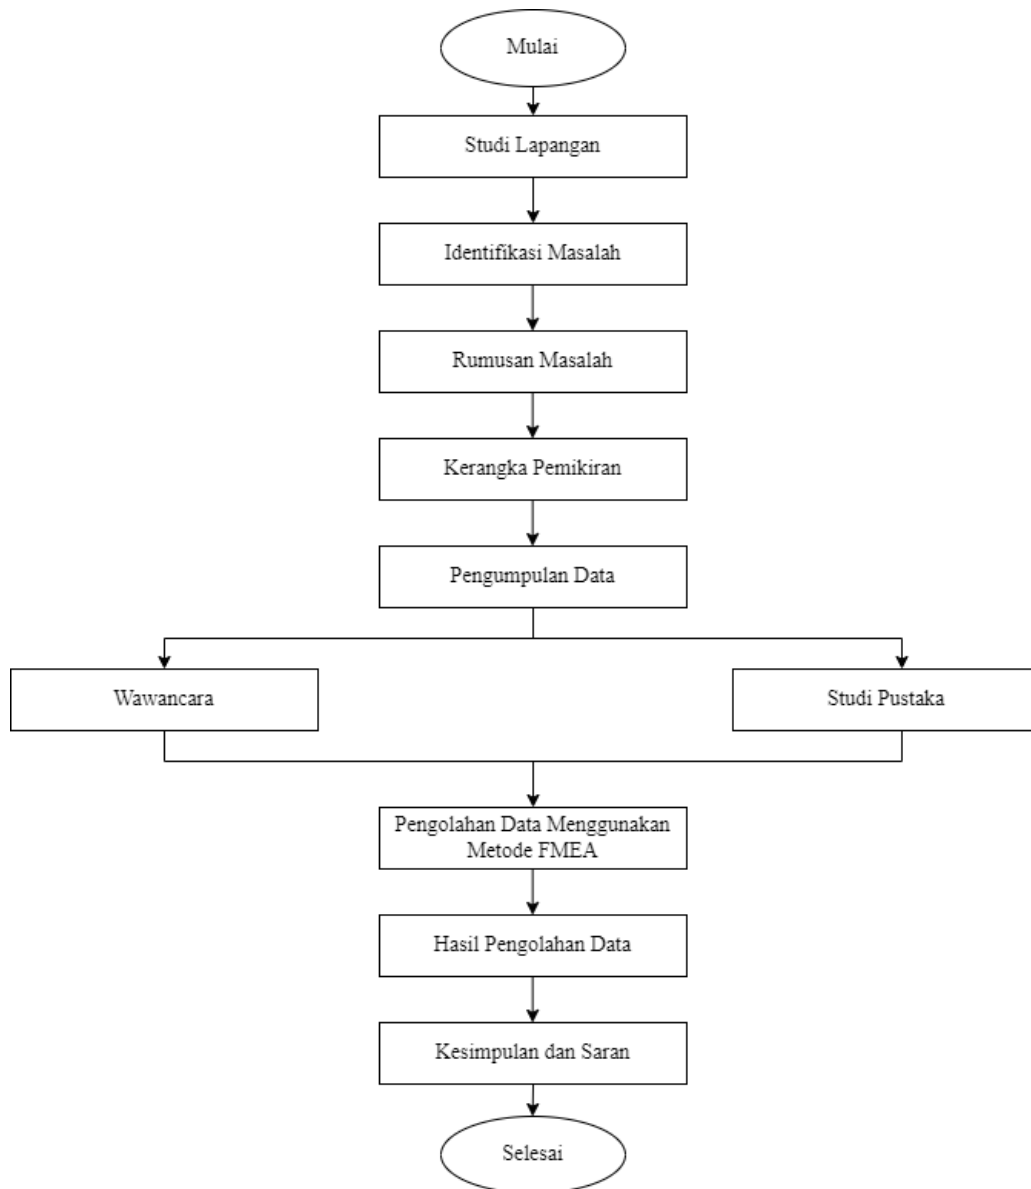 Mulai
Studi Lapangan
Identifikasi Masalah
Rumusan Masalah
Kerangka Pemikiran
Pengumpulan Data
Wawancara
Studi Pustaka
Pengolahan Data Menggunakan
Metode FMEA
Hasil Pengolahan Data
Kesimpulan dan Saran
Selesai